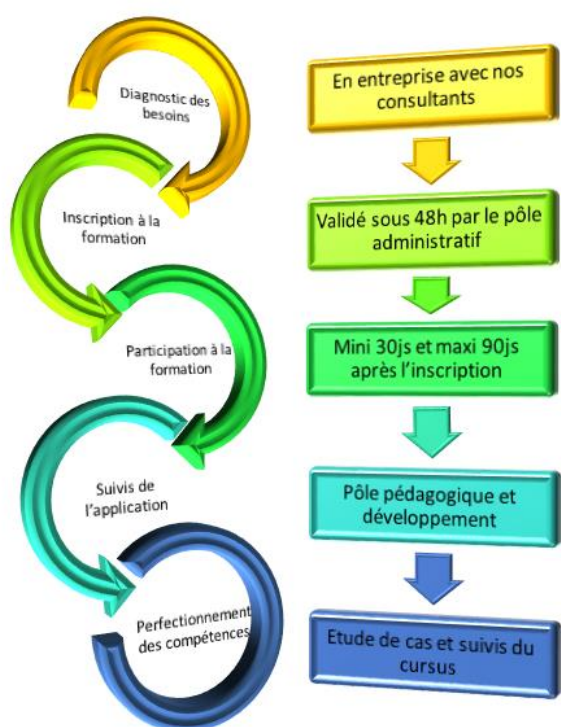 Diagnostic des
besoins
En entreprise avec nos
consultants
Inscription à la
formation
Validé sous 48h par le pôle
administratif
Participation à la
formation
Mini 30js et maxi 90js
après l'inscription
Suivis de
l'application
Pôle pédagogique et
développement
Perfectionnement
des compétences
Etude de cas et suivis du
cursus